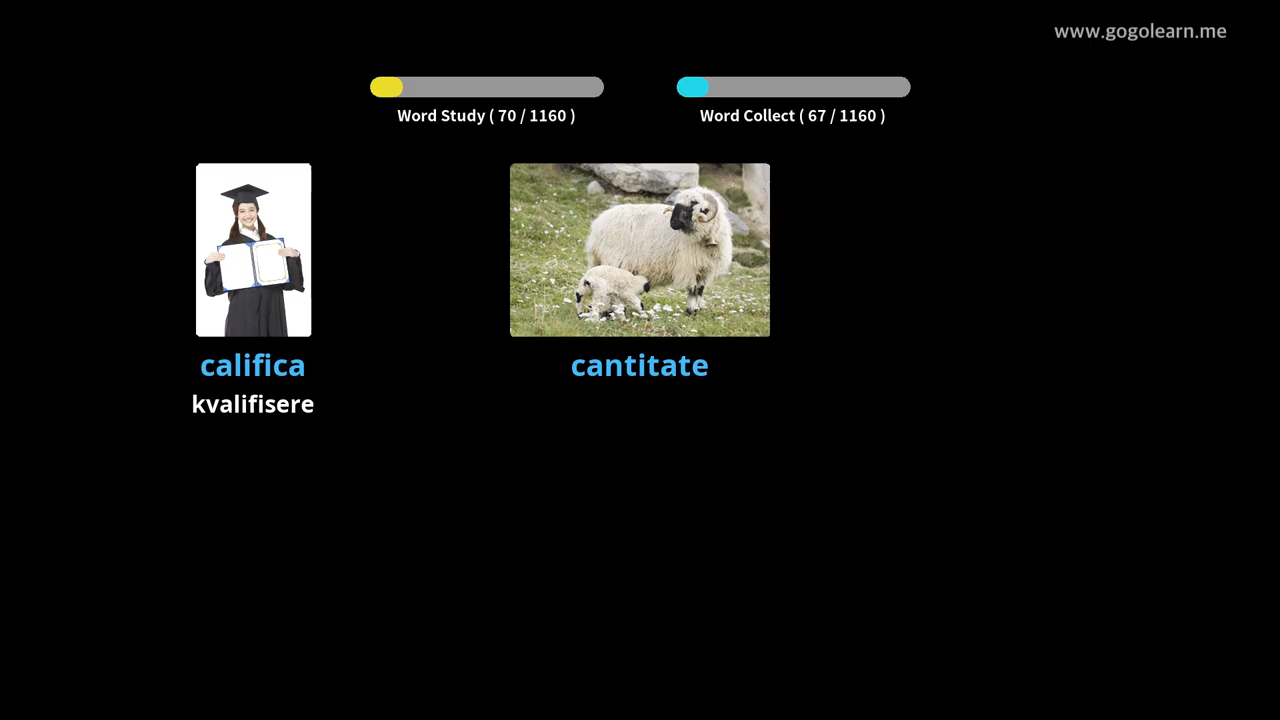 www.gogolearn.me
Word Study ( 70 / 1160 )
Word Collect ( 67 / 1160 )
califica
cantitate
kvalifisere